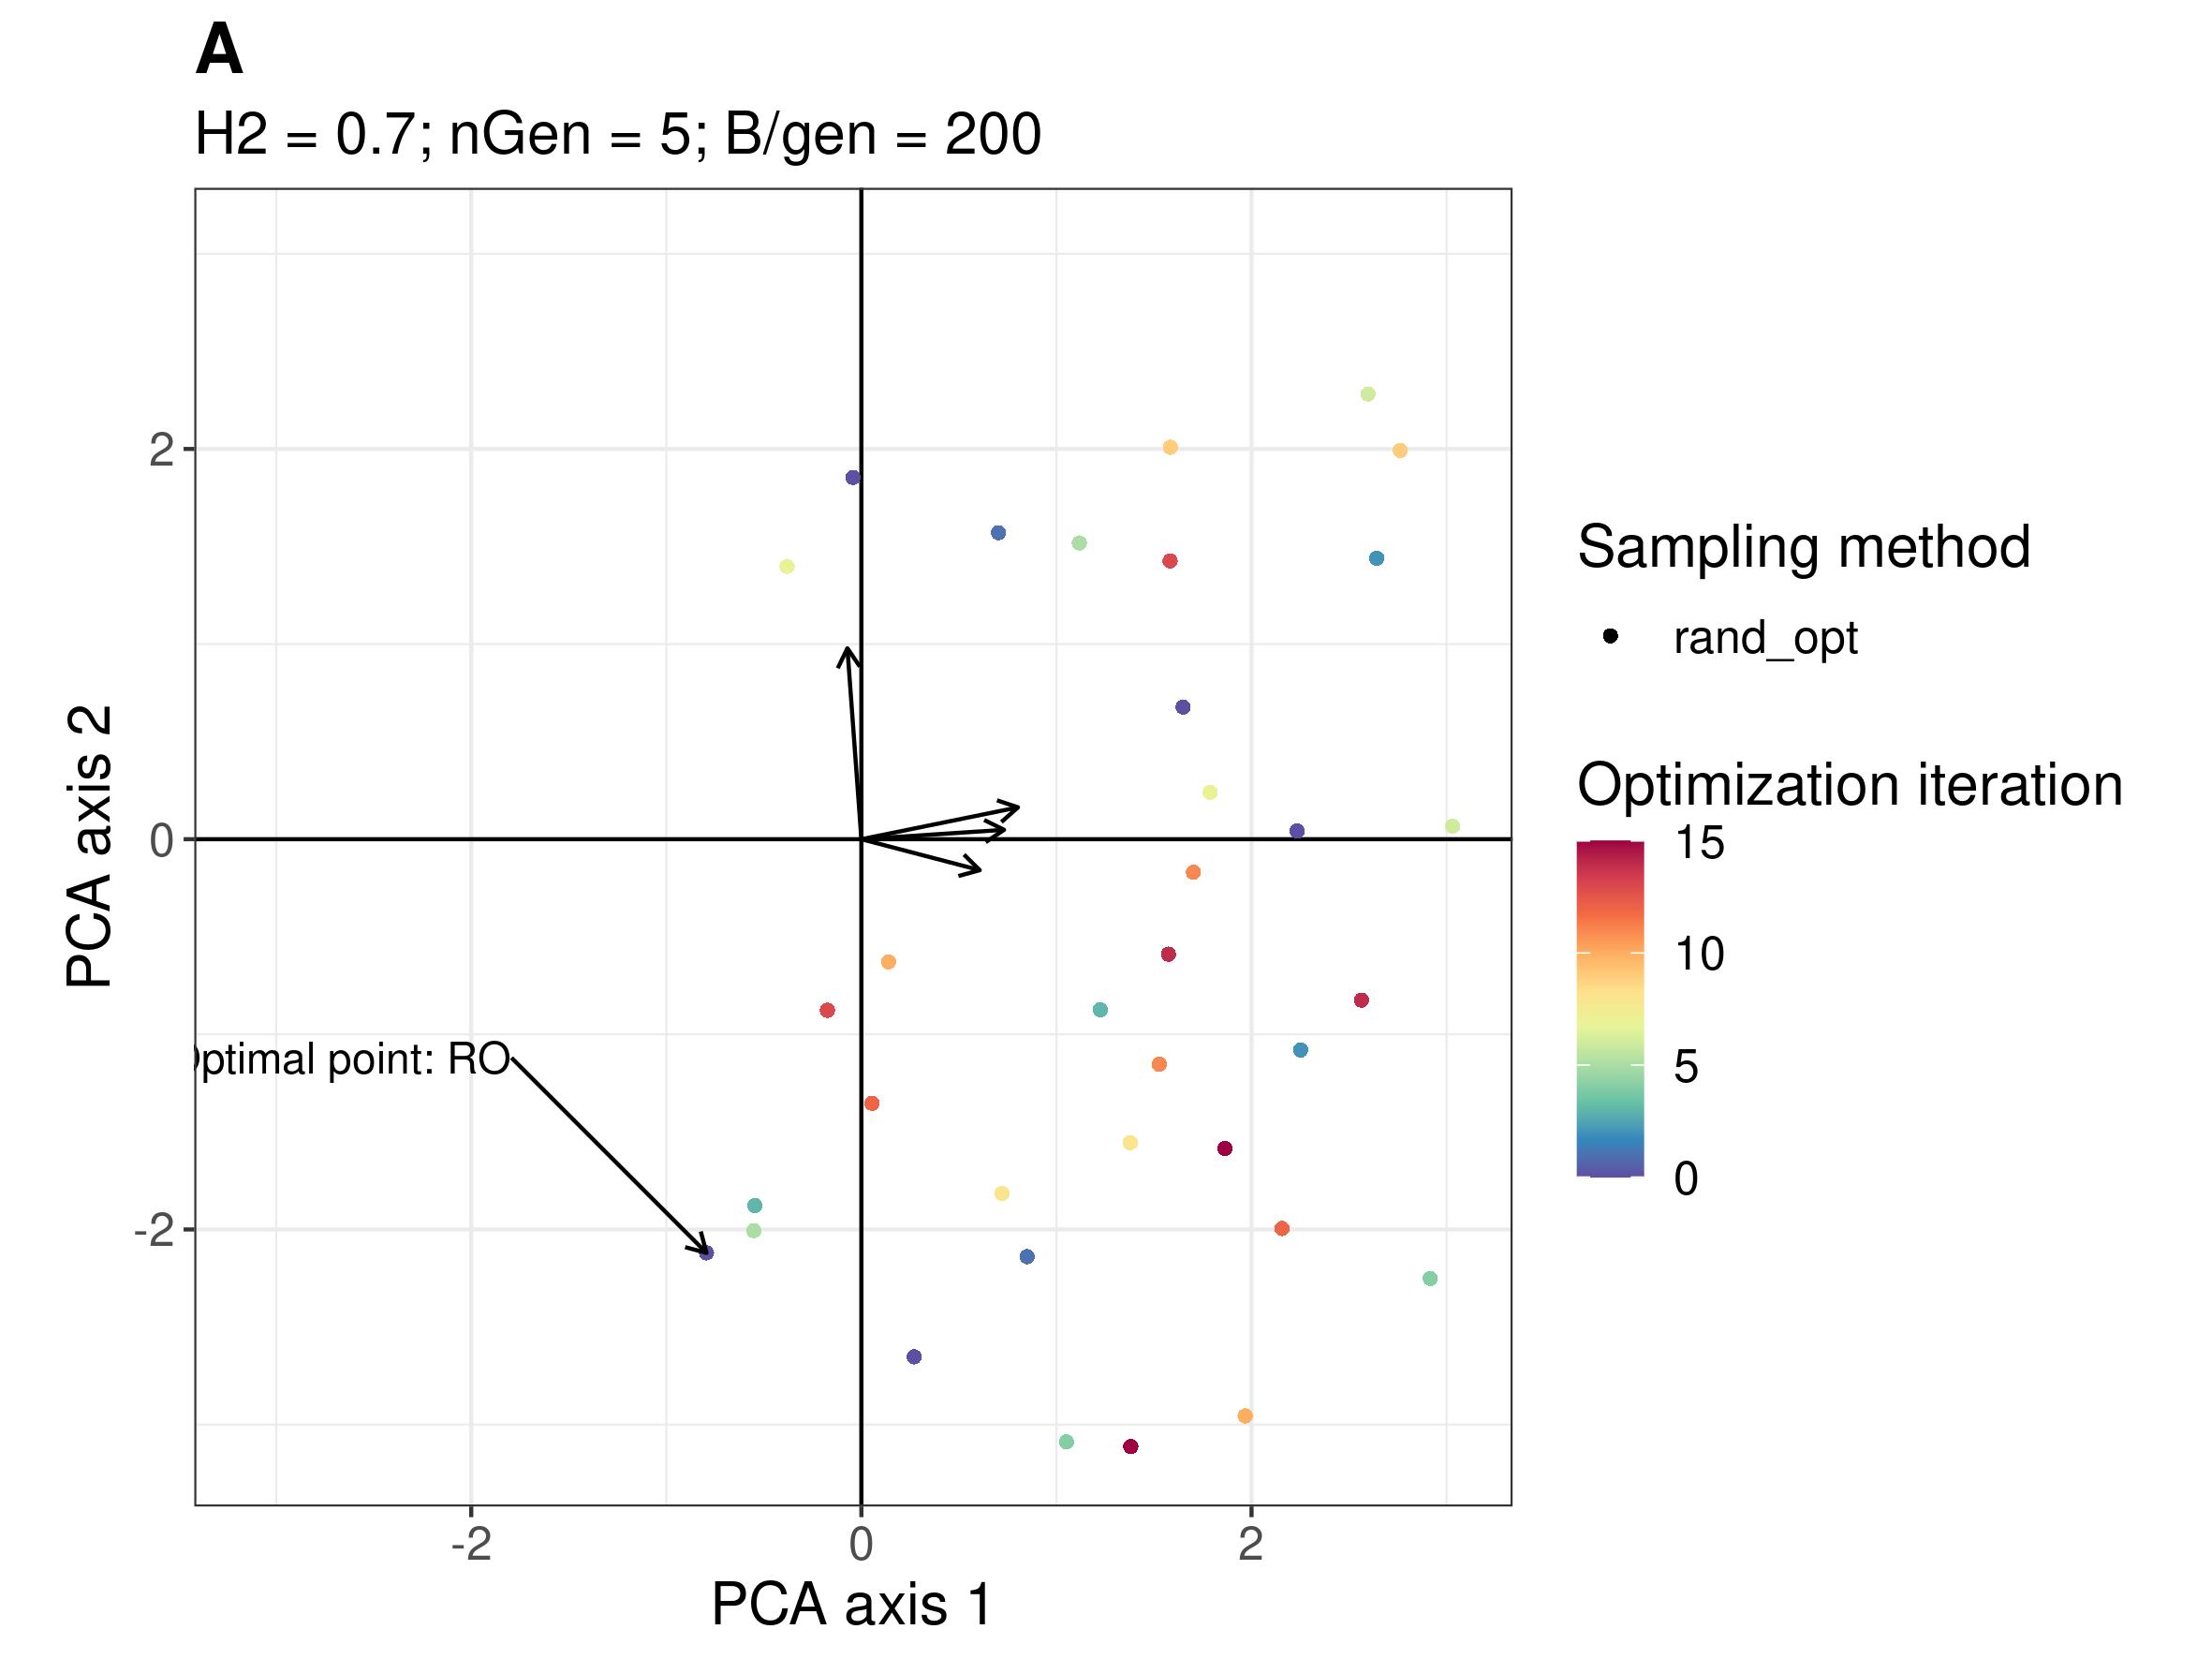 A
H2 = 0.7; nGen = 5; B/gen = 200
PCA axis 2
2
0
-2
point: RO
-2
0
2
PCA axis 1
Sampling method
rand_opt
Optimization iteration
15
10
5
0